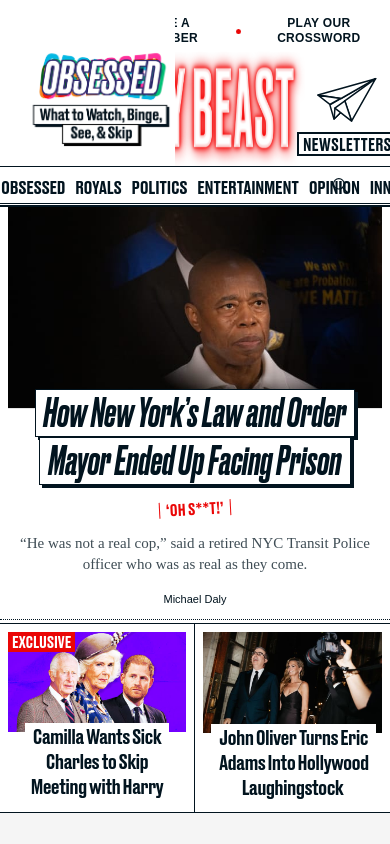 PLAY OUR
CROSSWORD
OBSESSED
What to Watch, Binge,
See, & Skip
BEAST
NEWSLETTERS
OBSESSED ROYALS POLITICS ENTERTAINMENT OPINION
We are P
are Probation
WE MATTE
How New York’s Law and Order
Mayor Ended Up Facing Prison
‘OH S**T!’
“He was not a real cop,” said a retired NYC Transit Police
officer who was as real as they come.
Michael Daly
EXCLUSIVE
Camilla Wants Sick
Charles to Skip
Meeting with Harry
John Oliver Turns Eric
Adams Into Hollywood
Laughingstock